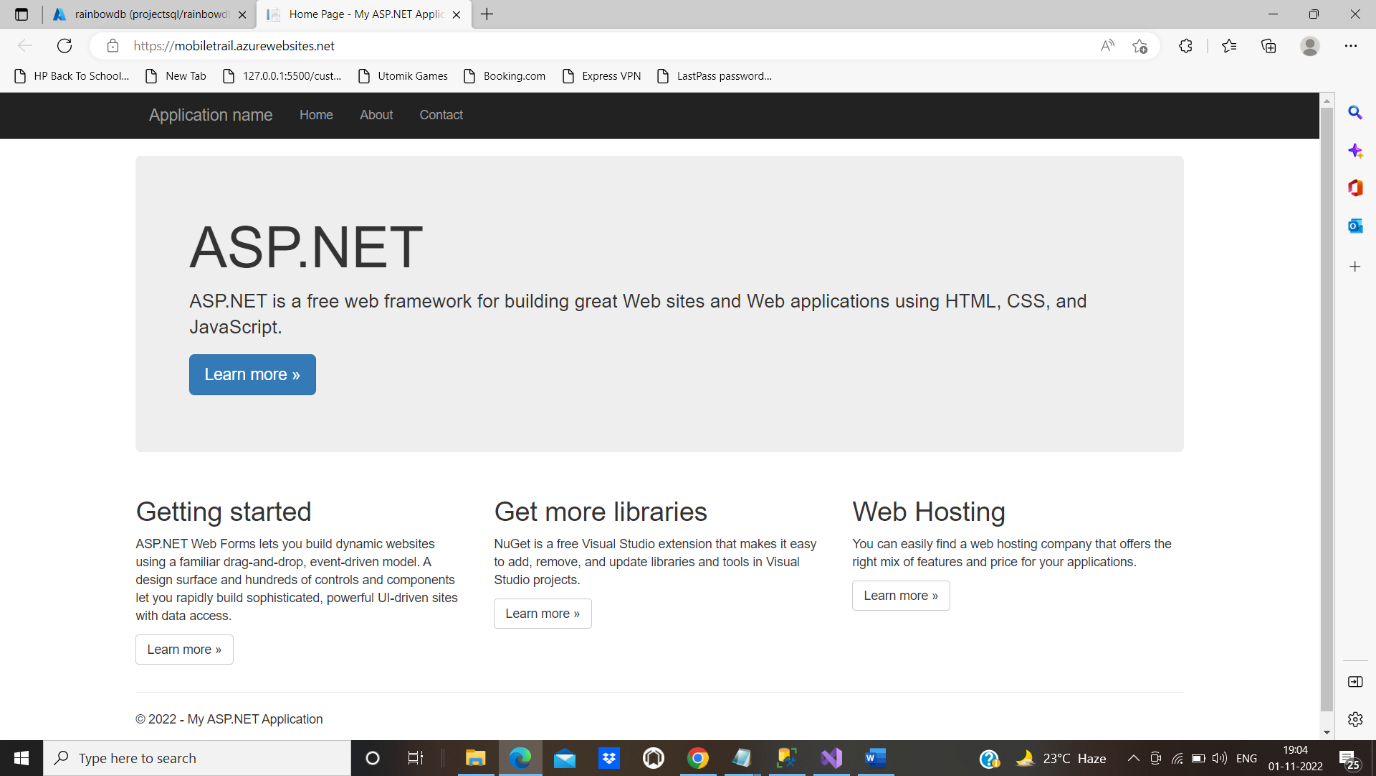 rainbowdb (projectsql/rainbowdb
Home Page - My ASP.NET Applic
https://mobiletrail.azurewebsites.net
HP Back To School...
New Tab
127.0.0.1:5500/cust...
Utomik Games
Booking.com
Express VPN
LastPass password...
Application name
Home
About
Contact
ASP.NET
ASP.NET is a free web framework for building great Web sites and Web applications using HTML, CSS, and
JavaScript.
Learn more »
Getting started
ASP.NET Web Forms lets you build dynamic websites
using a familiar drag-and-drop, event-driven model. A
design surface and hundreds of controls and components
let you rapidly build sophisticated, powerful UI-driven sites
with data access.
Learn more »
Get more libraries
NuGet is a free Visual Studio extension that makes it easy
to add, remove, and update libraries and tools in Visual
Studio projects.
Learn more »
Web Hosting
You can easily find a web hosting company that offers the
right mix of features and price for your applications.
Learn more »
© 2022 - My ASP.NET Application
Type here to search
23°C Haze
ENG
19:04
01-11-2022
25